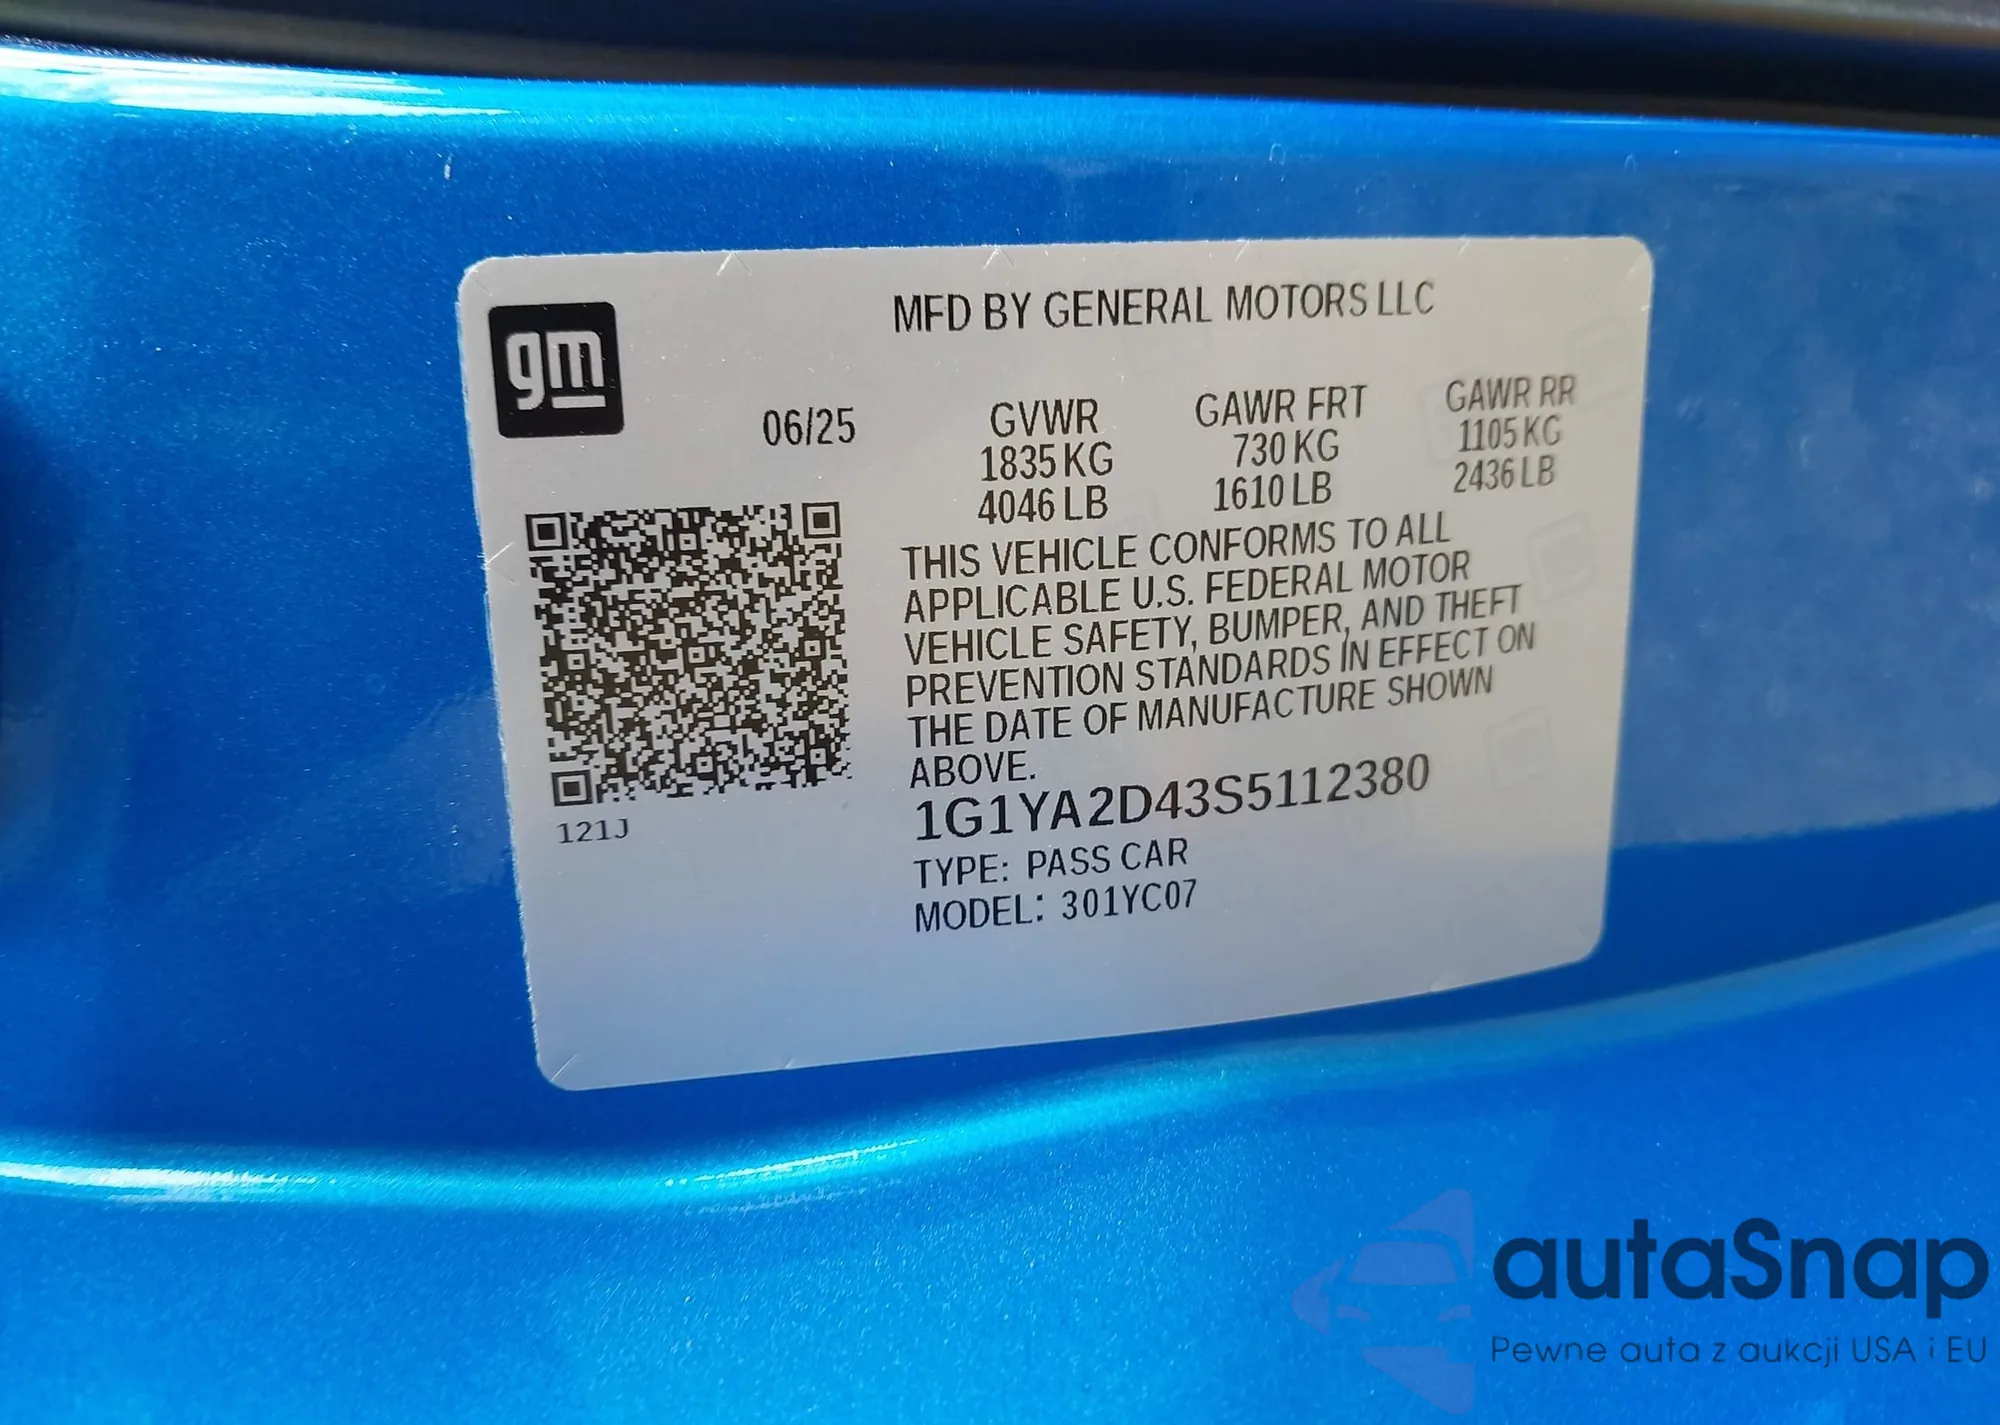 gm
MFD BY GENERAL MOTORS LLC
06/25
GVWR
1835 KG
4046 LB
GAWR FRT
730 KG
1610 LB
GAWR RR
1105 KG
2436 LB
THIS VEHICLE CONFORMS TO ALL
APPLICABLE U.S. FEDERAL MOTOR
VEHICLE SAFETY, BUMPER, AND THEFT
PREVENTION STANDARDS IN EFFECT ON
THE DATE OF MANUFACTURE SHOWN
ABOVE.
1G1YA2D43S5112380
TYPE: PASS CAR
MODEL: 301YC07
121J
autaSnap
Pewne auta z aukcji USA i EU